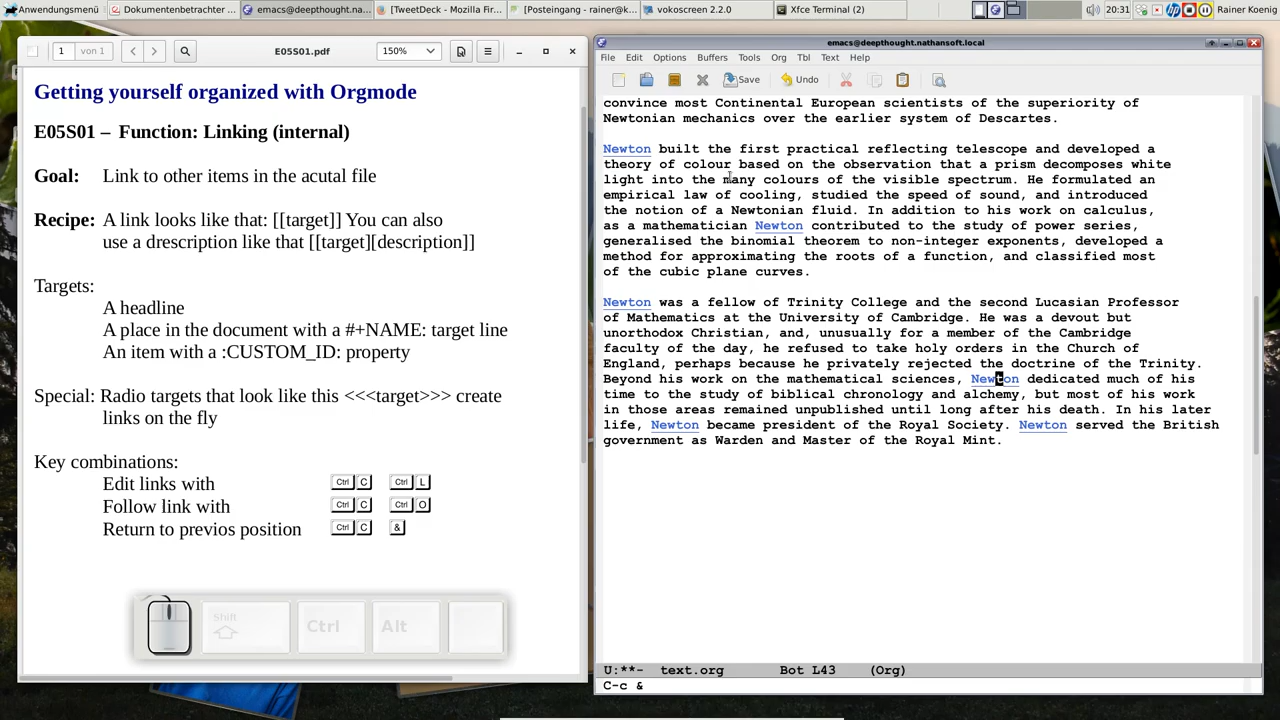 Anwendungsmenü
Dokumentenbetrachter
emacs@deepthought.na...
[TweetDeck - Mozilla Fir...
[Posteingang - rainer@k...
vokoscreen 2.2.0
Xfce Terminal (2)
20:31
Rainer Koenig
1 von 1
E05S01.pdf
150%
Getting yourself organized with Orgmode
E05S01 – Function: Linking (internal)
Goal: Link to other items in the acutal file
Recipe: A link looks like that: [[target]] You can also
use a drescription like that [[target][description]]
Targets:
A headline
A place in the document with a #+NAME: target line
An item with a :CUSTOM_ID: property
Special: Radio targets that look like this <<<target>>> create
links on the fly
Key combinations:
Edit links with Ctrl C Ctrl L
Follow link with Ctrl C Ctrl O
Return to previos position Ctrl C &
Shift
Ctrl
Alt
emacs@deepthought.nathansoft.local
File Edit Options Buffers Tools Org Tbl Text Help
Save Undo
convince most Continental European scientists of the superiority of
Newtonian mechanics over the earlier system of Descartes.
Newton built the first practical reflecting telescope and developed a
theory of colour based on the observation that a prism decomposes white
light into the many colours of the visible spectrum. He formulated an
empirical law of cooling, studied the speed of sound, and introduced
the notion of a Newtonian fluid. In addition to his work on calculus,
as a mathematician Newton contributed to the study of power series,
generalised the binomial theorem to non-integer exponents, developed a
method for approximating the roots of a function, and classified most
of the cubic plane curves.
Newton was a fellow of Trinity College and the second Lucasian Professor
of Mathematics at the University of Cambridge. He was a devout but
unorthodox Christian, and, unusually for a member of the Cambridge
faculty of the day, he refused to take holy orders in the Church of
England, perhaps because he privately rejected the doctrine of the Trinity.
Beyond his work on the mathematical sciences, Newton dedicated much of his
time to the study of biblical chronology and alchemy, but most of his work
in those areas remained unpublished until long after his death. In his later
life, Newton became president of the Royal Society. Newton served the British
government as Warden and Master of the Royal Mint.
U:**- text.org Bot L43 (Org)
C-c &